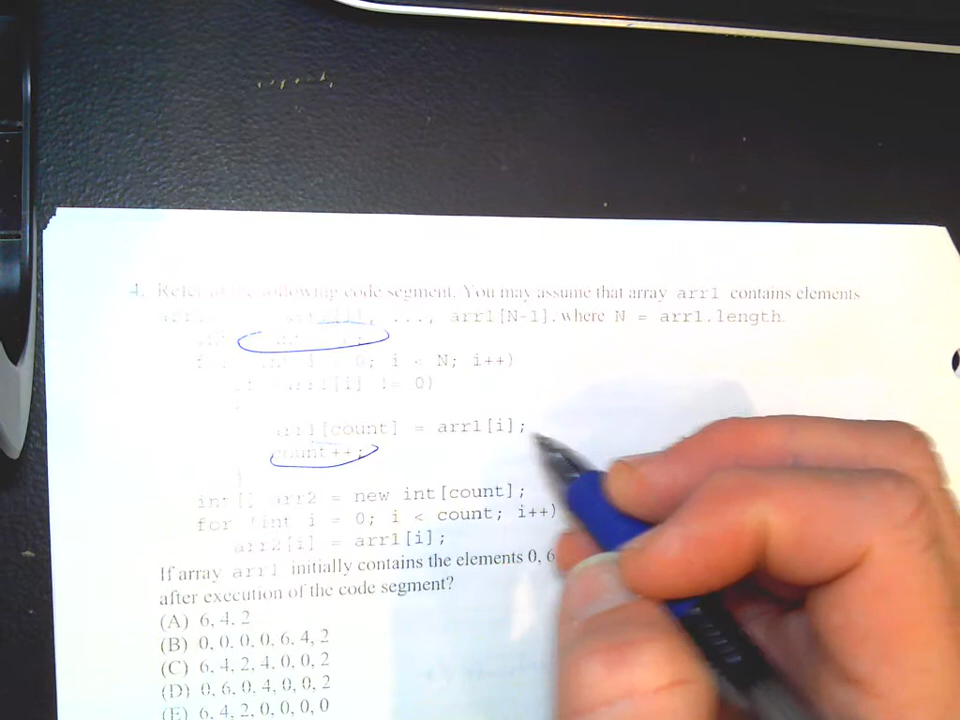 4. Refer to the following code segment. You may assume that array arr1 contains elements
..., arr1[N-1], where N = arr1.length.
i = 0; i < N; i++)
arr1[i] != 0)
arr1[count] = arr1[i];
count++;
}
int[] arr2 = new int[count];
for (int i = 0; i < count; i++)
arr2[i] = arr1[i];
If array arr1 initially contains the elements 0, 6
after execution of the code segment?
(A) 6, 4, 2
(B) 0, 0, 0, 0, 6, 4, 2
(C) 6, 4, 2, 4, 0, 0, 2
(D) 0, 6, 0, 4, 0, 0, 2
(E) 6, 4, 2, 0, 0, 0, 0